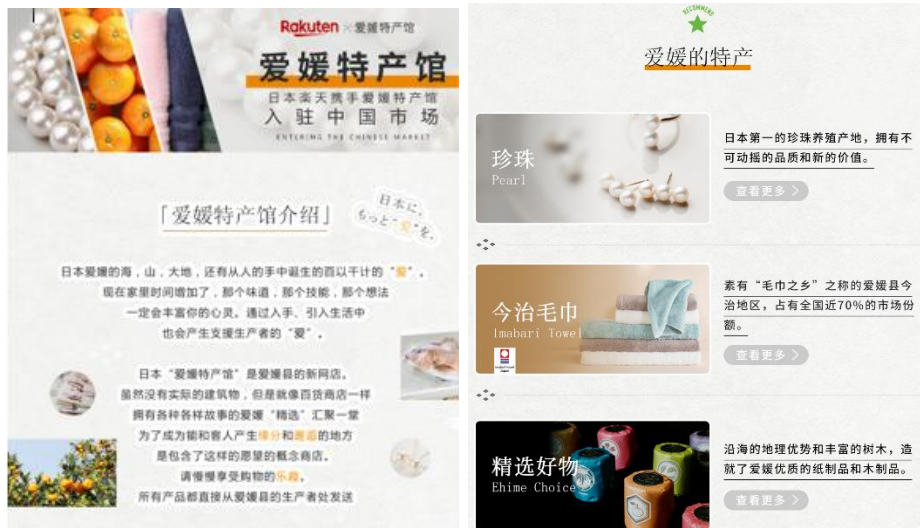 Rakuten × 爱媛特产馆
爱媛特产馆
日本楽天携手爱媛特产馆
入驻中国市场
ENTERING THE CHINESE MARKET
「爱媛特产馆介绍」
日本に、
もっと“爱”を。
日本爱媛的海，山，大地，还有从人的手中诞生的百以千计的“爱”。
现在家里时间增加了，那个味道，那个技能，那个想法
一定会丰富你的心灵。通过入手、引入生活中
也会产生支援生产者的“爱”。
日本“爱媛特产馆”是爱媛县的新网店。
虽然没有实际的建筑物，但是就像百货商店一样
拥有各种各样故事的爱媛“精选”汇聚一堂
为了成为能和客人产生缘分和邂逅的地方
是包含了这样的愿望的概念商店。
请慢慢享受购物的乐趣。
所有产品都直接从爱媛县的生产者处发送
RECOMMEND
爱媛的特产
珍珠
Pearl
日本第一的珍珠养殖产地，拥有不
可动摇的品质和新的价值。
查看更多 >
今治毛巾
Imabari Towel
素有“毛巾之乡”之称的爱媛县今
治地区，占有全国近70%的市场份
额。
查看更多 >
精选好物
Ehime Choice
沿海的地理优势和丰富的树木，造
就了爱媛优质的纸制品和木制品。
查看更多 >